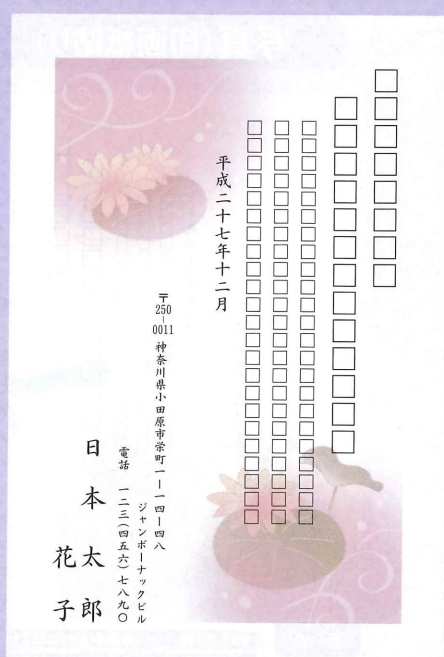 平成二十七年十二月
〒250-0011 神奈川県小田原市栄町一ー一四ー四八
ジャンボーナックビル
電話 一二三(四五六)七八九〇
日本太郎
花子